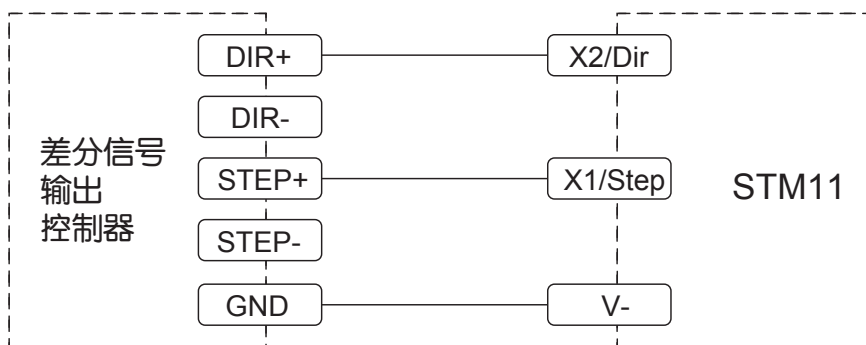 DIR+
X2/Dir
DIR-
差分信号
输出
控制器
STEP+
X1/Step
STM11
STEP-
GND
V-